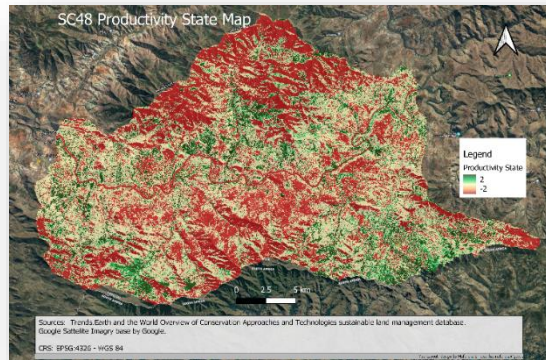 SC48 Productivity State Map
Legend
Productivity State
2
-2
0 2.5 5 km
Sources: Trends.Earth and the World Overview of Conservation Approaches and Technologies sustainable land management database.
Google Sattelite Imagry base by Google.
CRS: EPSG:4326 - WGS 84